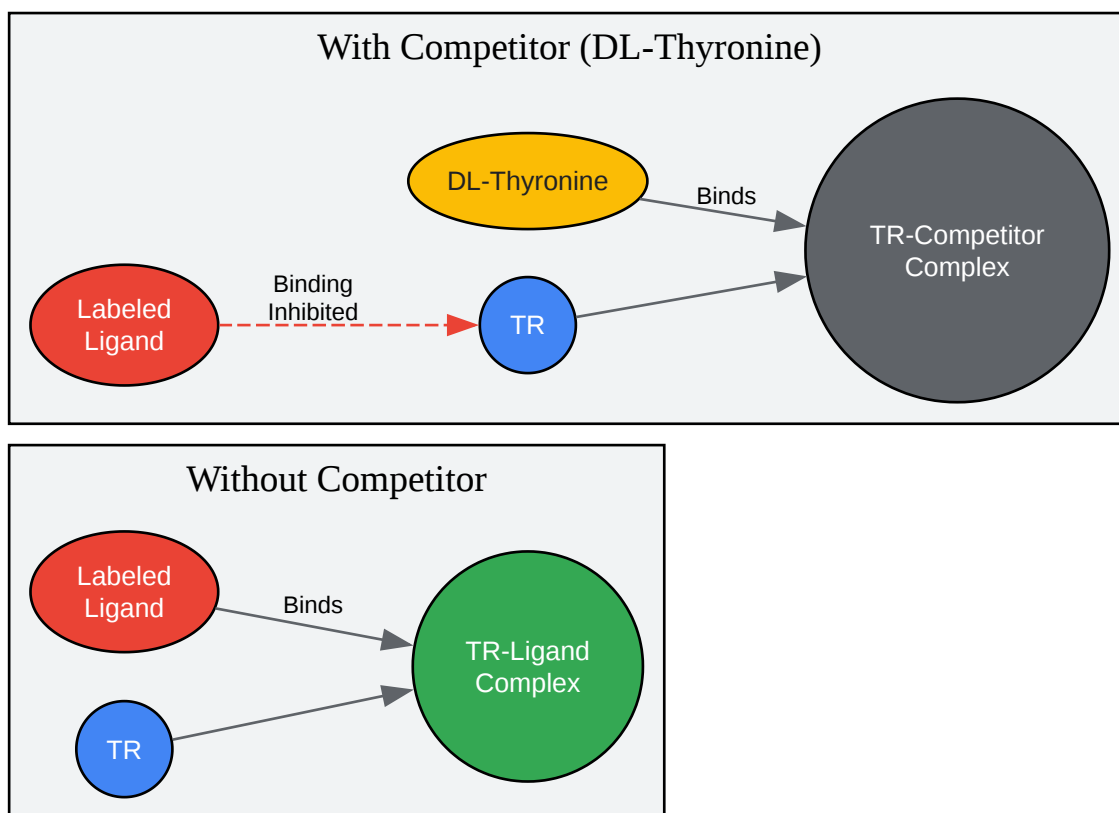 With Competitor (DL-Thyronine)
DL-Thyronine
Binds
TR-Competitor
Complex
Labeled
Ligand
Binding
Inhibited
TR
Without Competitor
Labeled
Ligand
Binds
TR-Ligand
Complex
TR